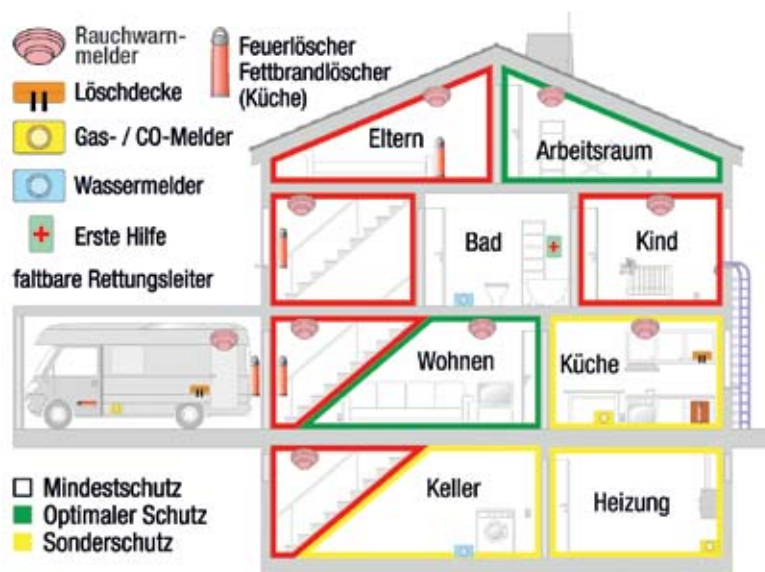 Rauchwarn-
melder
Löschdecke
Gas- / CO-Melder
Wassermelder
Erste Hilfe
faltbare Rettungsleiter
Feuerlöscher
Fettbrandlöscher
(Küche)
Eltern
Arbeitsraum
Bad
Kind
Wohnen
Küche
Keller
Heizung
Mindestschutz
Optimaler Schutz
Sonderschutz